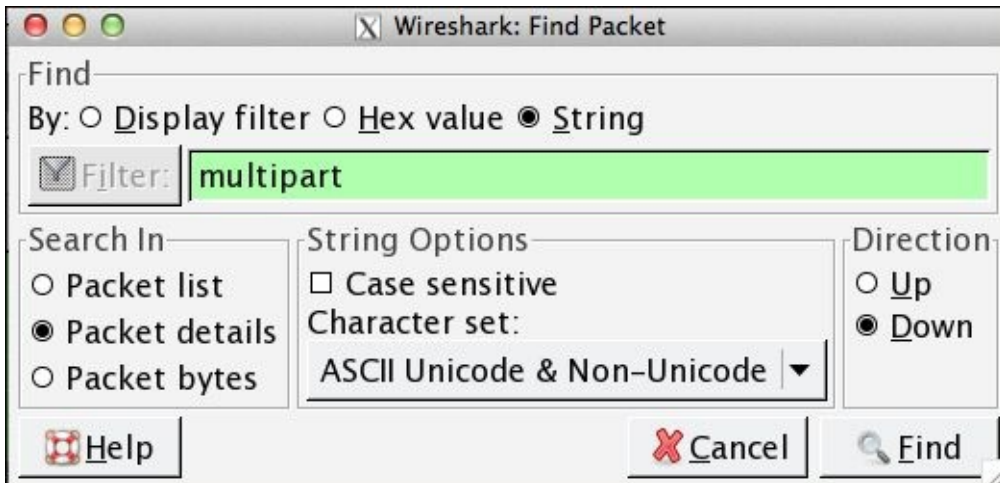 Wireshark: Find Packet
Find
By: Display filter Hex value String
Filter: multipart
Search In
Packet list
Packet details
Packet bytes
String Options
Case sensitive
Character set:
ASCII Unicode & Non-Unicode
Direction
Up
Down
Help Cancel Find